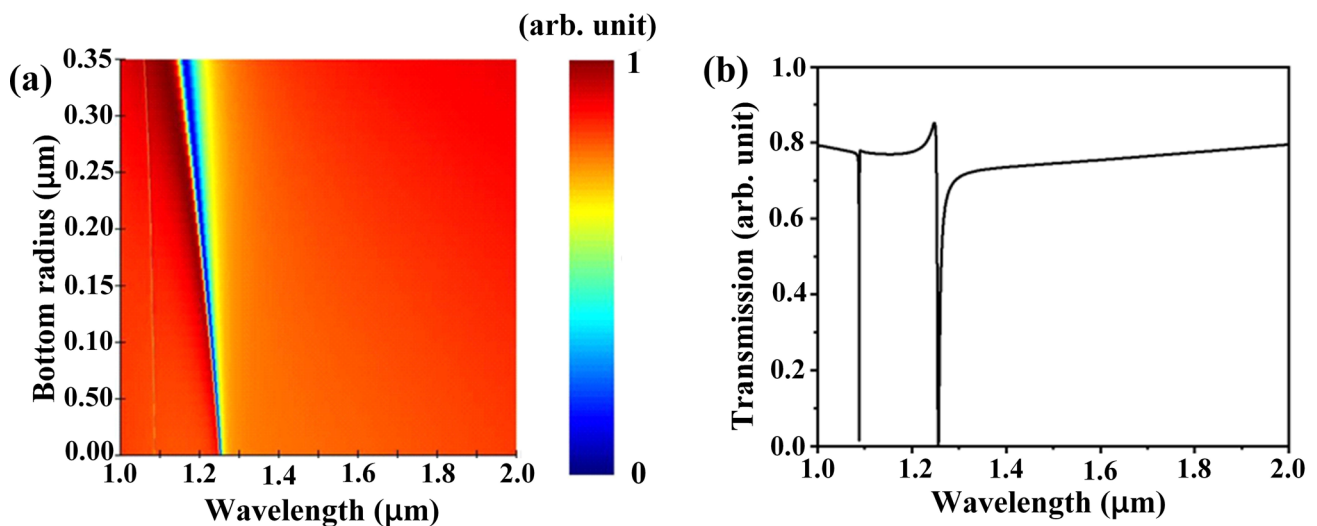 (arb. unit)
(a)
0.35
0.30
0.25
0.20
0.15
0.10
0.50
0.00
Bottom radius (μm)
1.0 1.2 1.4 1.6 1.8 2.0
Wavelength (μm)
1
0
(b)
1.0
0.8
0.6
0.4
0.2
0.0
Transmission (arb. unit)
1.0 1.2 1.4 1.6 1.8 2.0
Wavelength (μm)